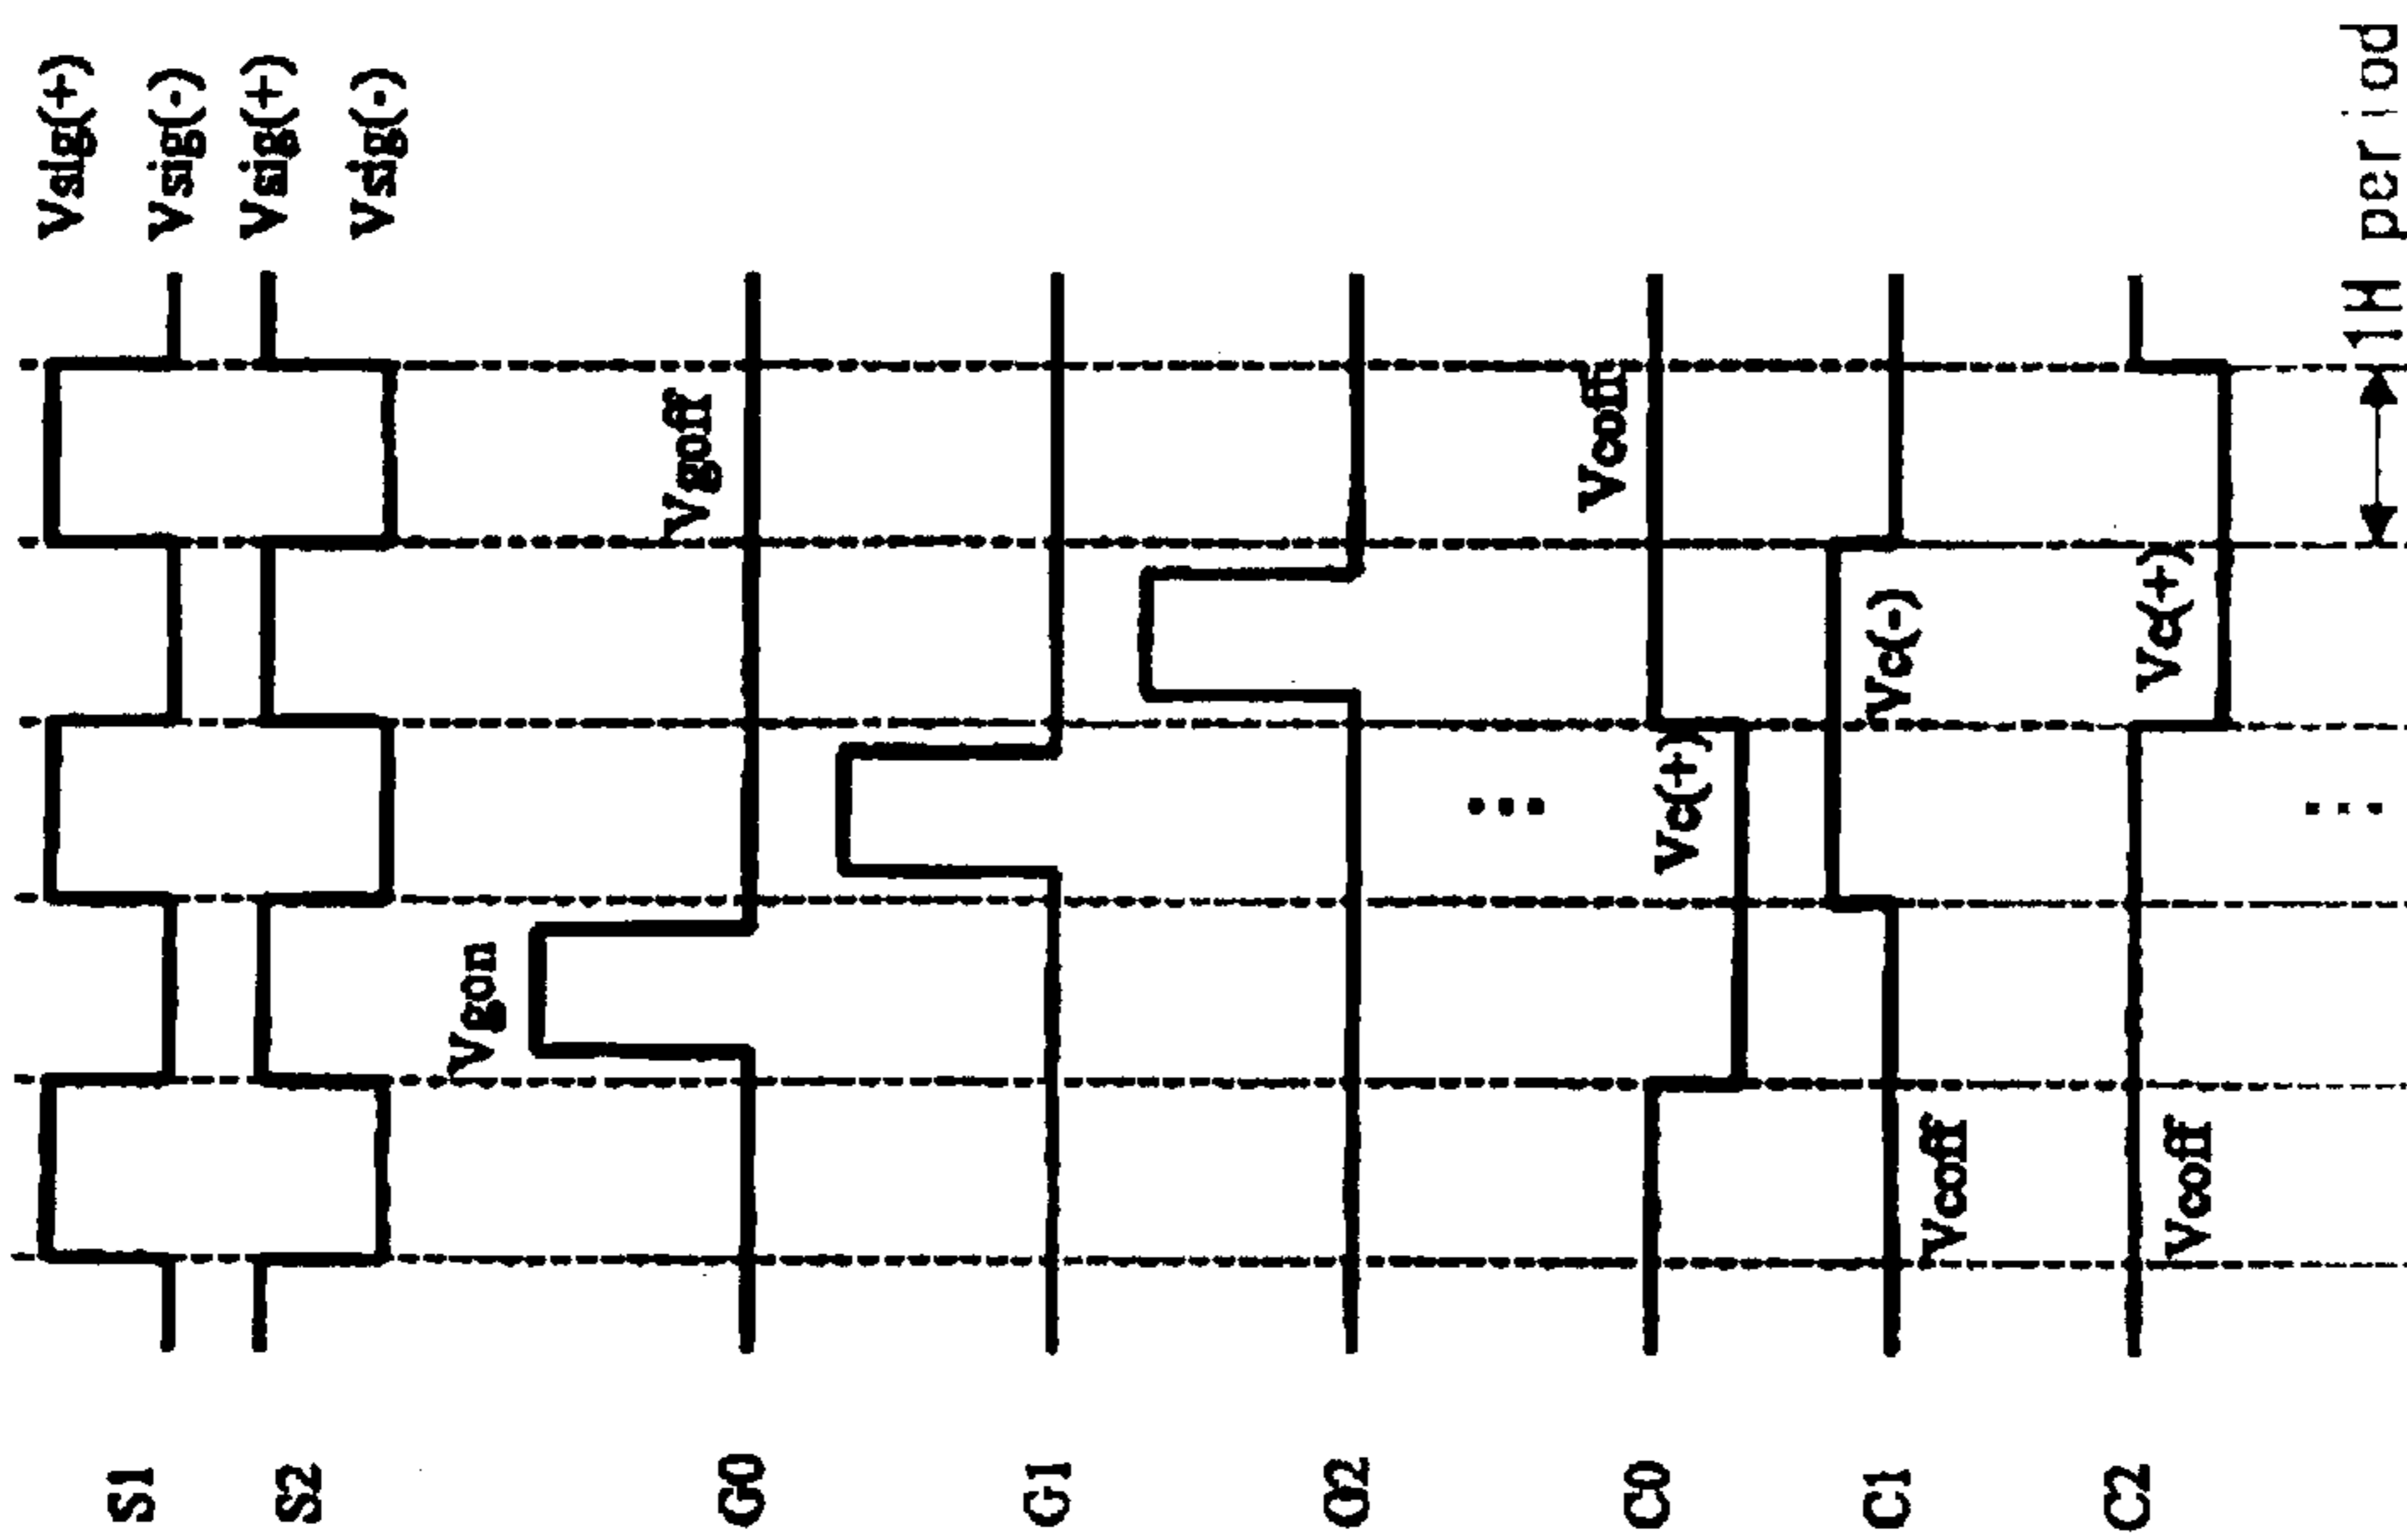 Vsig(+)
S1
Vsig(-)
Vsig(+)
S2
Vsig(-)
Vgon
Vgoff
G0
G1
G2
Vcoff
C0
Vc(+)
C1
Vc(-)
Vcoff
C2
Vc(+)
Vcoff
1H period